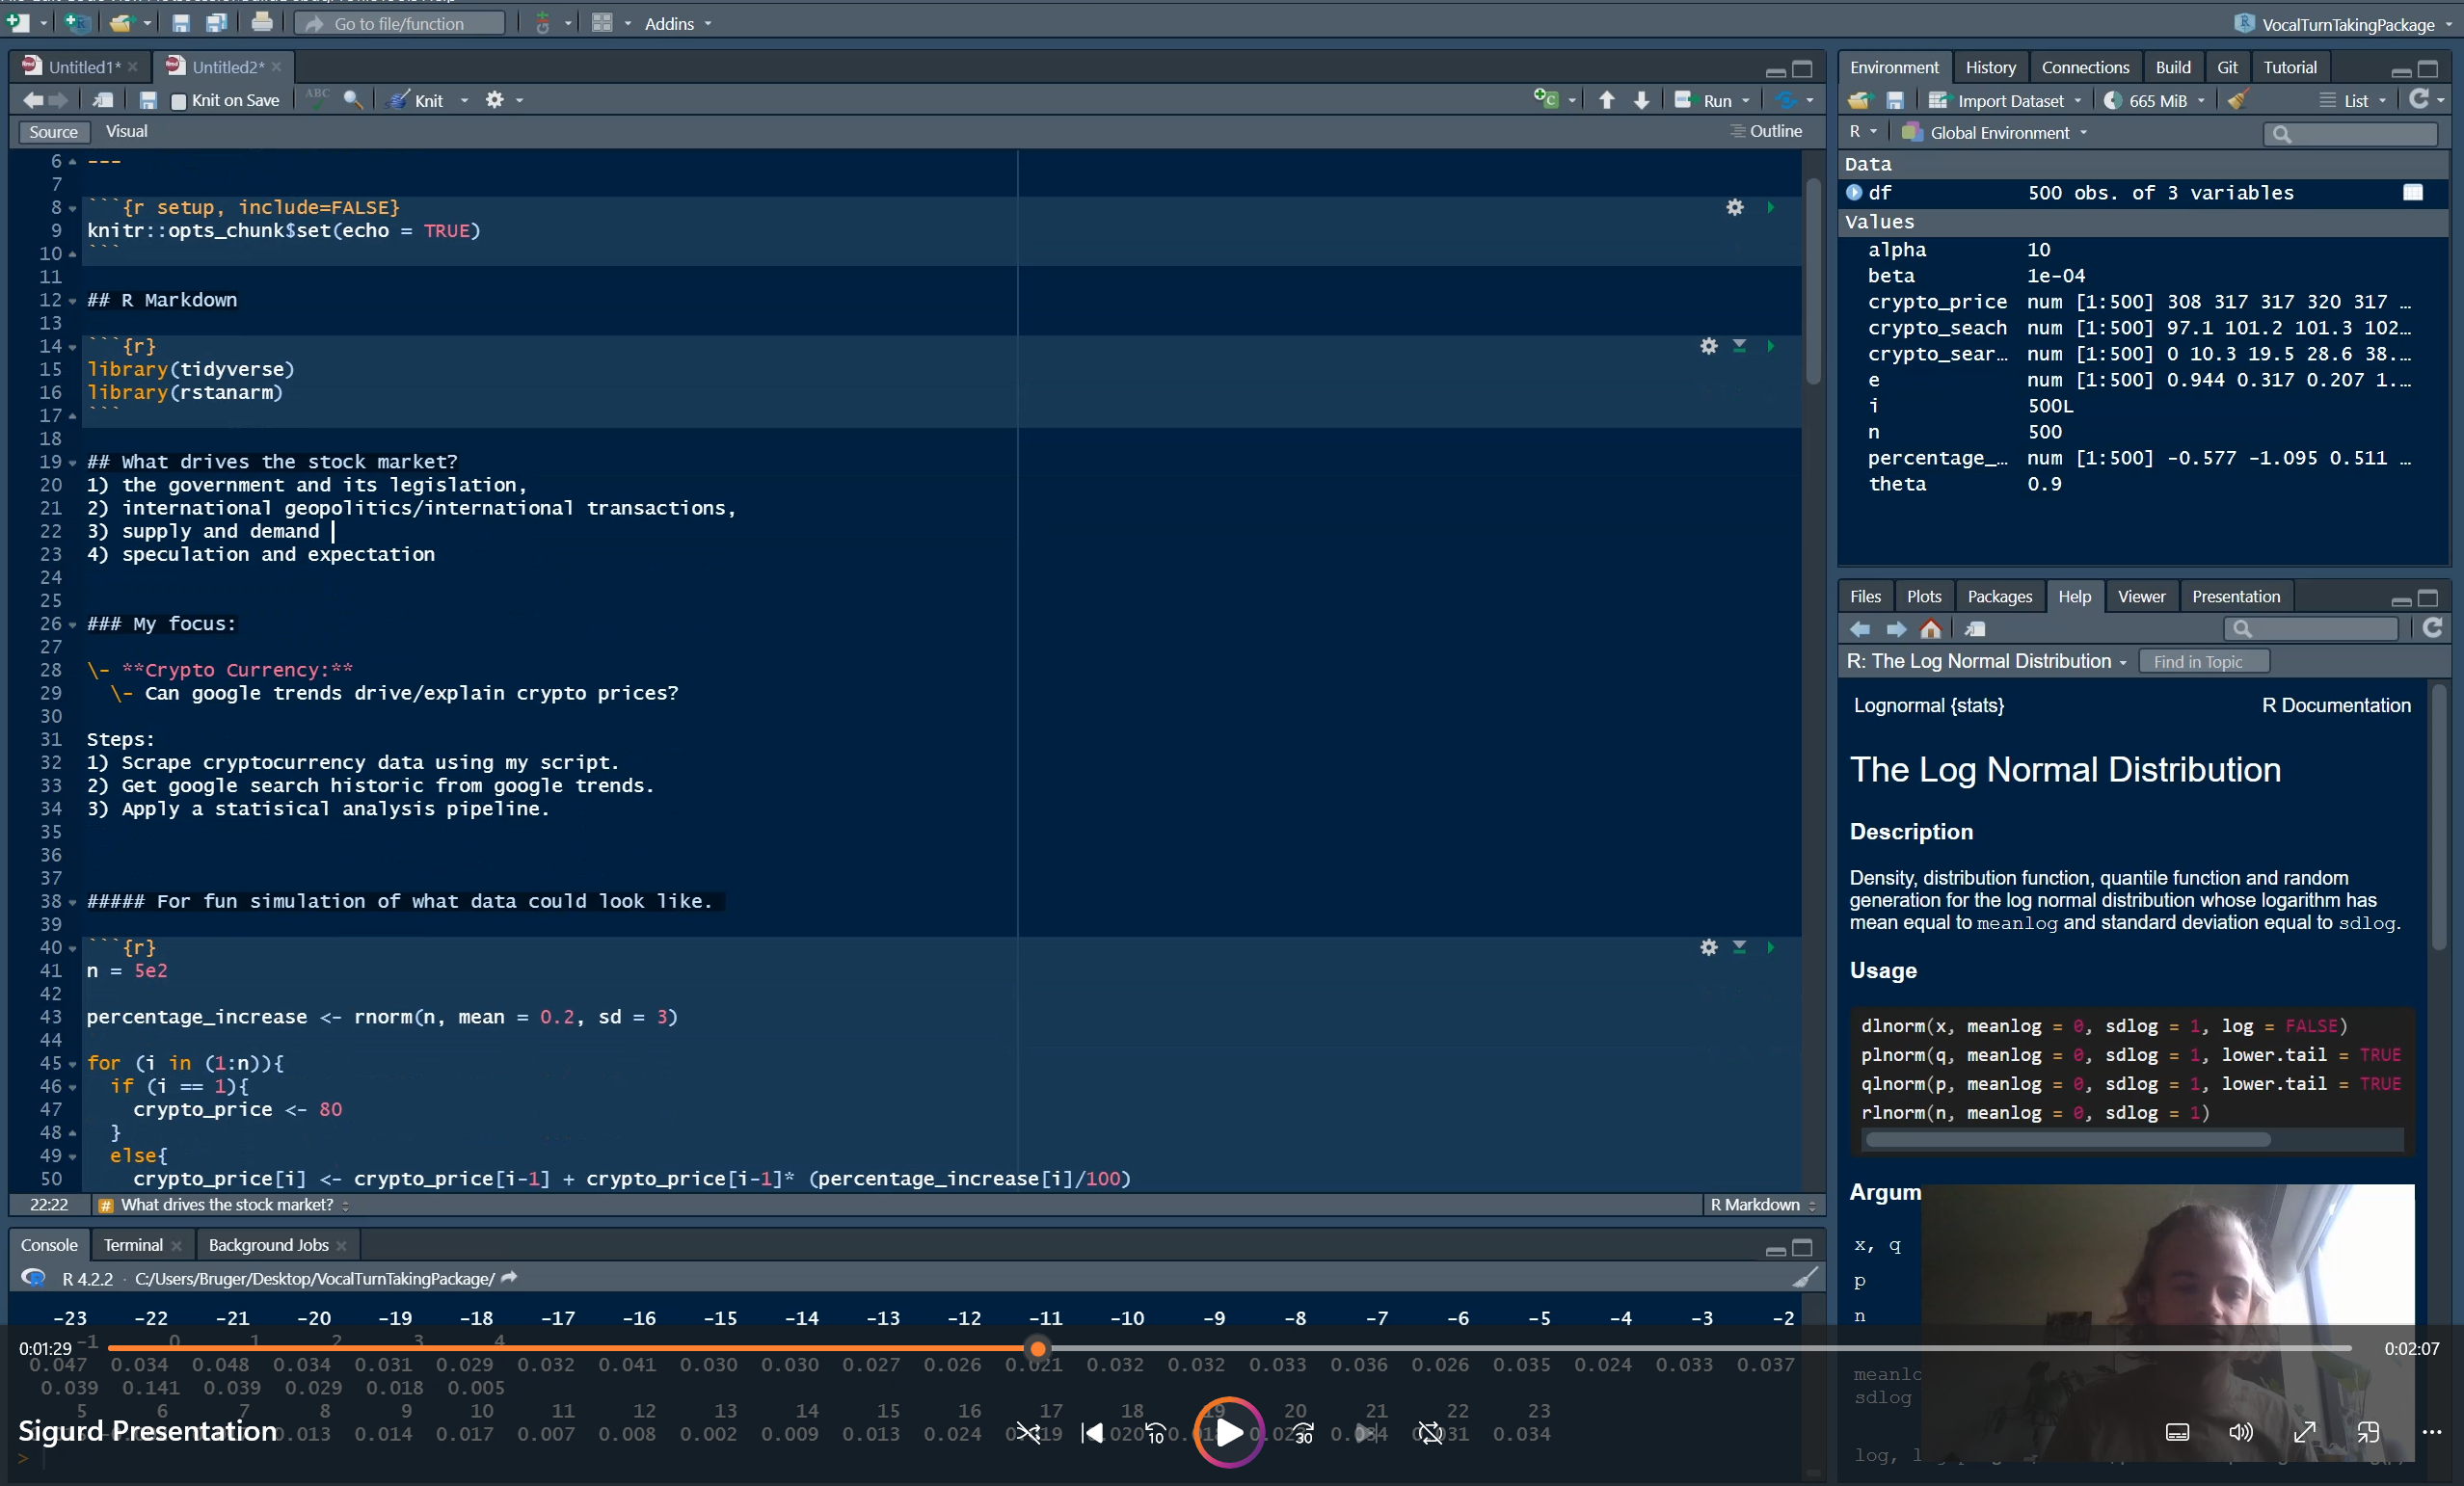 Go to file/function
Addins
VocalTurnTakingPackage
Untitled1*
Untitled2*
Knit on Save
ABC
Knit
Run
Source
Visual
Outline
6 ---
7
8 ```{r setup, include=FALSE}
9 knitr::opts_chunk$set(echo = TRUE)
10 ```
11
12 ## R Markdown
13
14 ```{r}
15 library(tidyverse)
16 library(rstanarm)
17 ```
18
19 ## What drives the stock market?
20 1) the government and its legislation,
21 2) international geopolitics/international transactions,
22 3) supply and demand
23 4) speculation and expectation
24
25
26 ### My focus:
27
28 \- **Crypto Currency:**
29 \- Can google trends drive/explain crypto prices?
30
31 Steps:
32 1) Scrape cryptocurrency data using my script.
33 2) Get google search historic from google trends.
34 3) Apply a statisical analysis pipeline.
35
36
37
38 ##### For fun simulation of what data could look like.
39
40 ```{r}
41 n = 5e2
42
43 percentage_increase <- rnorm(n, mean = 0.2, sd = 3)
44
45 for (i in (1:n)){
46 if (i == 1){
47 crypto_price <- 80
48 }
49 else{
50 crypto_price[i] <- crypto_price[i-1] + crypto_price[i-1]* (percentage_increase[i]/100)
22:22
# What drives the stock market?
R Markdown
Console
Terminal
Background Jobs
R 4.2.2 · C:/Users/Bruger/Desktop/VocalTurnTakingPackage/
-23 -22 -21 -20 -19 -18 -17 -16 -15 -14 -13 -12 -11 -10 -9 -8 -7 -6 -5 -4 -3 -2
-1 0 1 2 3 4
0.047 0.034 0.048 0.034 0.031 0.029 0.032 0.041 0.030 0.030 0.027 0.026 0.021 0.032 0.032 0.033 0.036 0.026 0.035 0.024 0.033 0.037
0.039 0.141 0.039 0.029 0.018 0.005
5 6 7 8 9 10 11 12 13 14 15 16 17 18 19 20 21 22 23
0.013 0.014 0.017 0.007 0.008 0.002 0.009 0.013 0.024
0.034
>
0:01:29
0:02:07
Sigurd Presentation
10
30
Environment
History
Connections
Build
Git
Tutorial
Import Dataset
665 MiB
List
R
Global Environment
Data
df 500 obs. of 3 variables
Values
alpha 10
beta 1e-04
crypto_price num [1:500] 308 317 317 320 317 …
crypto_seach num [1:500] 97.1 101.2 101.3 102…
crypto_sear… num [1:500] 0 10.3 19.5 28.6 38.…
e num [1:500] 0.944 0.317 0.207 1.…
i 500L
n 500
percentage_… num [1:500] -0.577 -1.095 0.511 …
theta 0.9
Files
Plots
Packages
Help
Viewer
Presentation
R: The Log Normal Distribution
Find in Topic
Lognormal {stats}
R Documentation
The Log Normal Distribution
Description
Density, distribution function, quantile function and random
generation for the log normal distribution whose logarithm has
mean equal to meanlog and standard deviation equal to sdlog.
Usage
dlnorm(x, meanlog = 0, sdlog = 1, log = FALSE)
plnorm(q, meanlog = 0, sdlog = 1, lower.tail = TRUE
qlnorm(p, meanlog = 0, sdlog = 1, lower.tail = TRUE
rlnorm(n, meanlog = 0, sdlog = 1)
Argum
x, q
p
n
meanlo
sdlog
log,